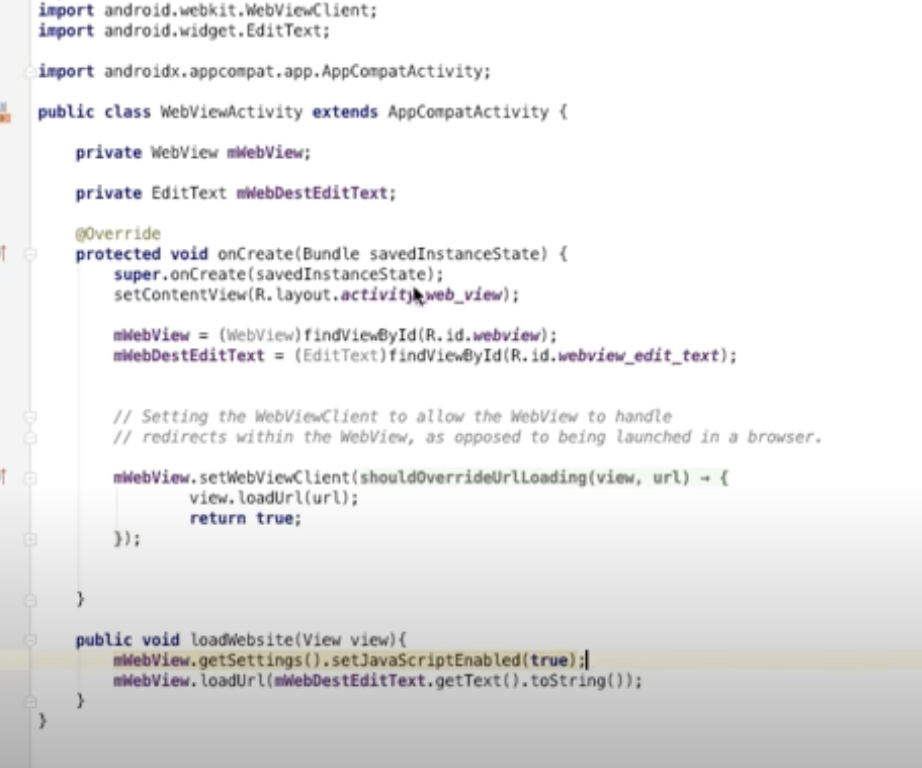 import android.webkit.WebViewClient;
import android.widget.EditText;
import androidx.appcompat.app.AppCompatActivity;
public class WebViewActivity extends AppCompatActivity {
private WebView mWebView;
private EditText mWebDestEditText;
@Override
protected void onCreate(Bundle savedInstanceState) {
super.onCreate(savedInstanceState);
setContentView(R.layout.activity_web_view);
mWebView = (WebView)findViewById(R.id.webview);
mWebDestEditText = (EditText)findViewById(R.id.webview_edit_text);
// Setting the WebViewClient to allow the WebView to handle
// redirects within the WebView, as opposed to being launched in a browser.
mWebView.setWebViewClient(shouldOverrideUrlLoading(view, url) → {
view.loadUrl(url);
return true;
});
}
public void loadWebsite(View view){
mWebView.getSettings().setJavaScriptEnabled(true);
mWebView.loadUrl(mWebDestEditText.getText().toString());
}
}